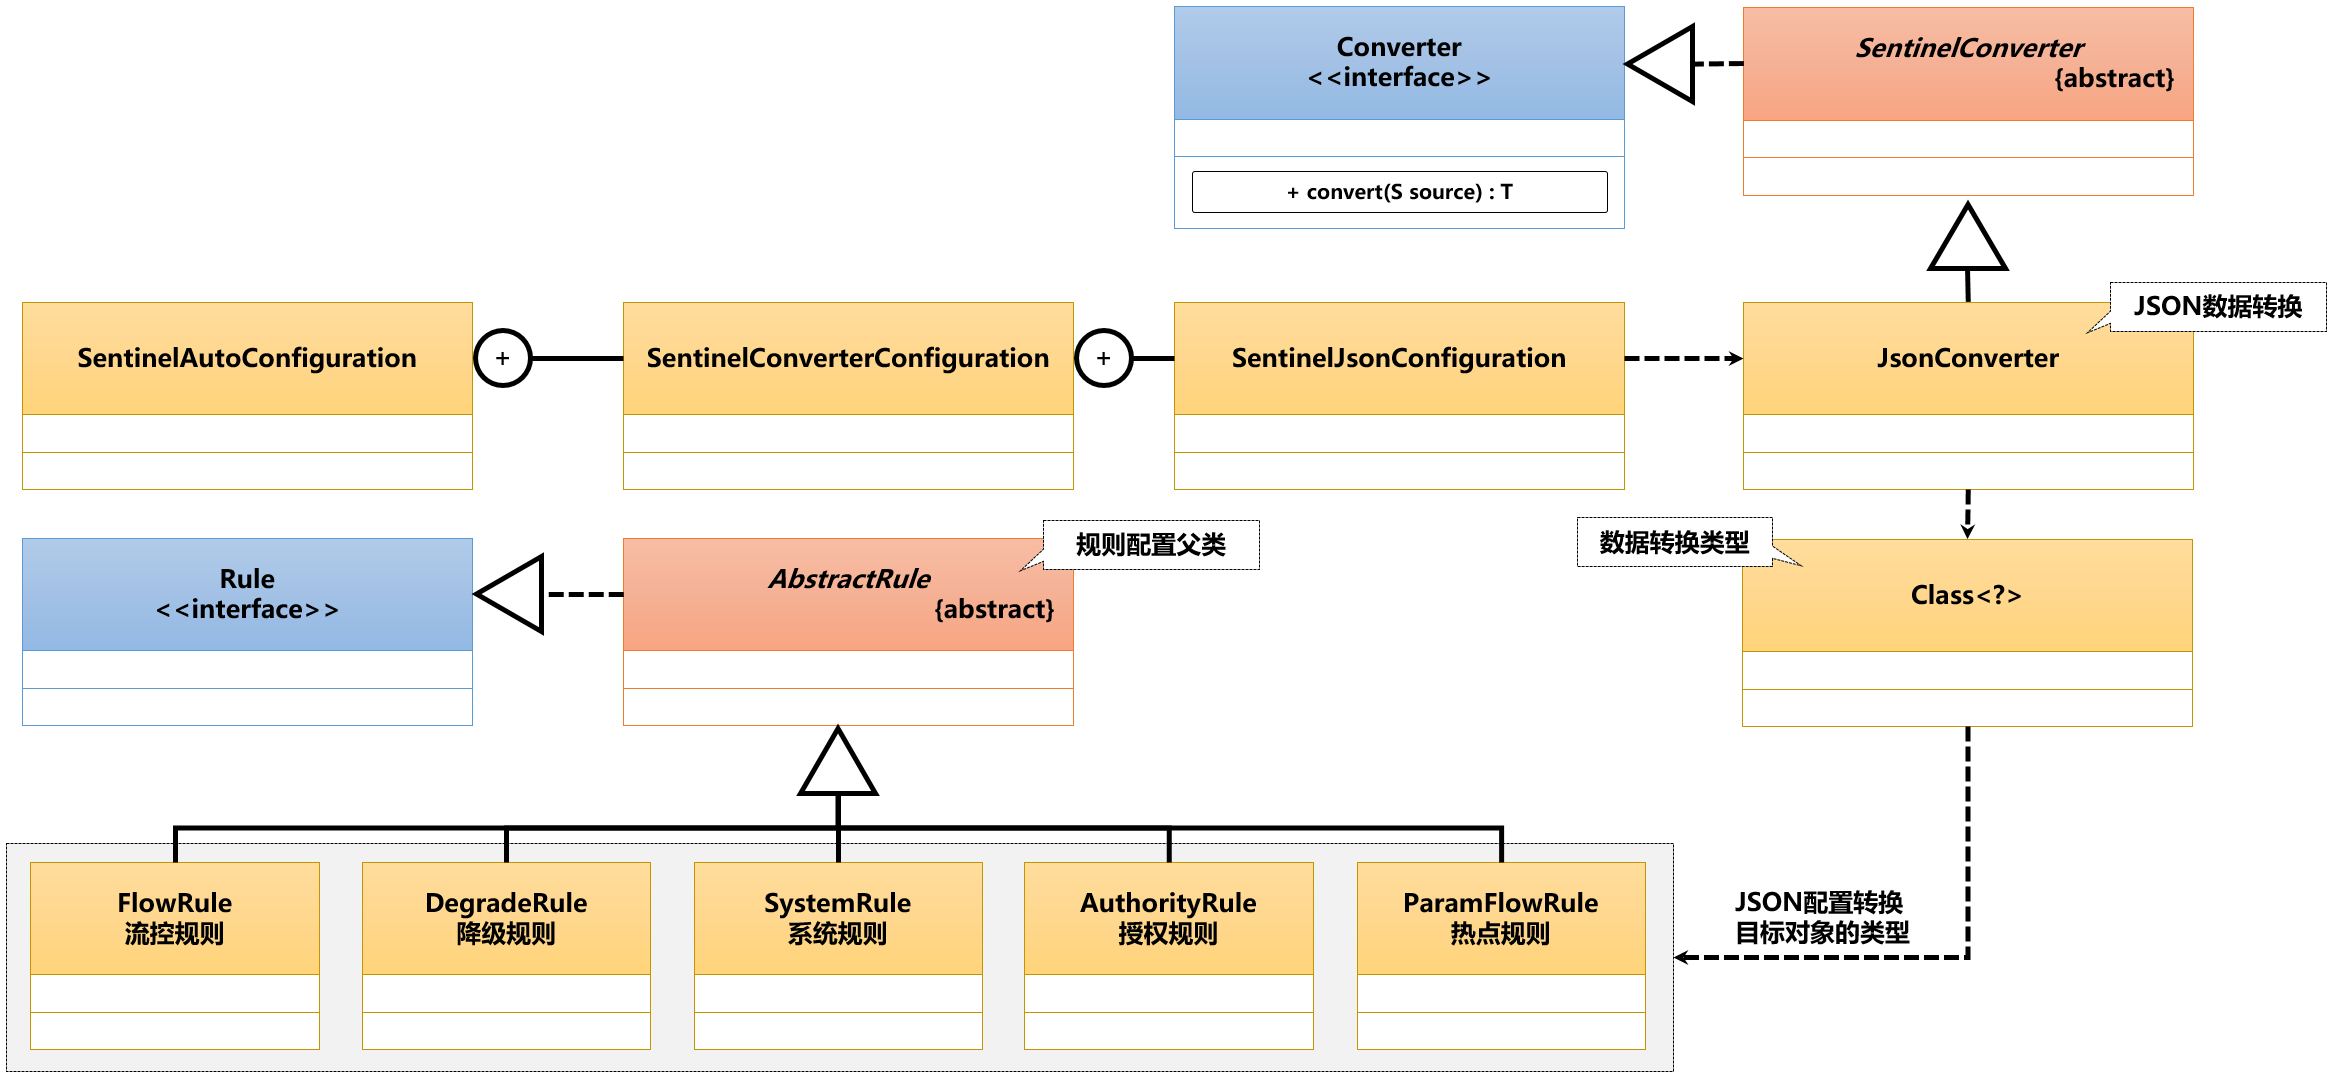 Converter
<<interface>>
+ convert(S source) : T
SentinelConverter
{abstract}
SentinelAutoConfiguration
+
SentinelConverterConfiguration
+
SentinelJsonConfiguration
JSON数据转换
JsonConverter
Rule
<<interface>>
规则配置父类
AbstractRule
{abstract}
数据转换类型
Class<?>
FlowRule
流控规则
DegradeRule
降级规则
SystemRule
系统规则
AuthorityRule
授权规则
ParamFlowRule
热点规则
JSON配置转换
目标对象的类型